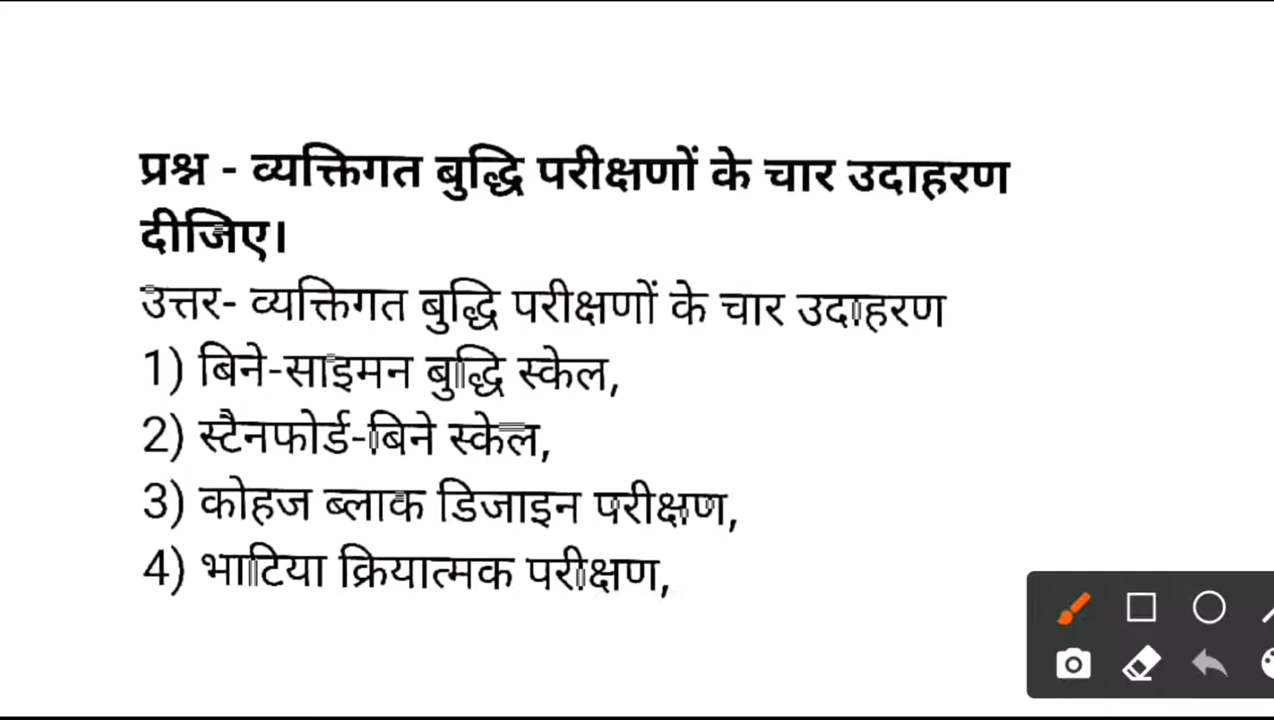 प्रश्न - व्यक्तिगत बुद्धि परीक्षणों के चार उदाहरण
दीजिए।
उत्तर- व्यक्तिगत बुद्धि परीक्षणों के चार उदाहरण
1) बिने-साइमन बुद्धि स्केल,
2) स्टैनफोर्ड-बिने स्केल,
3) कोहज ब्लाक डिजाइन परीक्षण,
4) भाटिया क्रियात्मक परीक्षण,